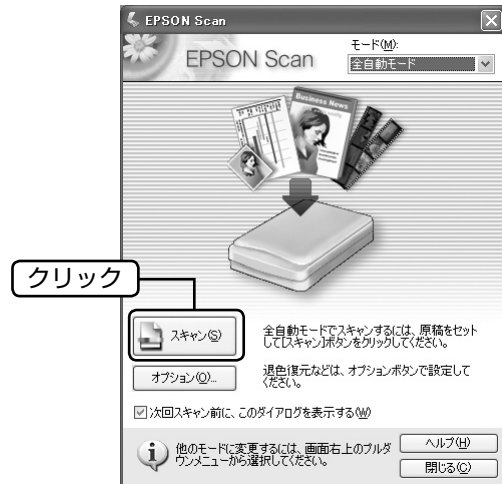 EPSON Scan
EPSON Scan
モード(M):
全自動モード
Business News
クリック
スキャン(S)
全自動モードでスキャンするには、原稿をセット
して[スキャン]ボタンをクリックしてください。
オプション(O)...
退色復元などは、オプションボタンで設定して
ください。
次回スキャン前に、このダイアログを表示する(W)
他のモードに変更するには、画面右上のプルダ
ウンメニューから選択してください。
ヘルプ(H)
閉じる(C)